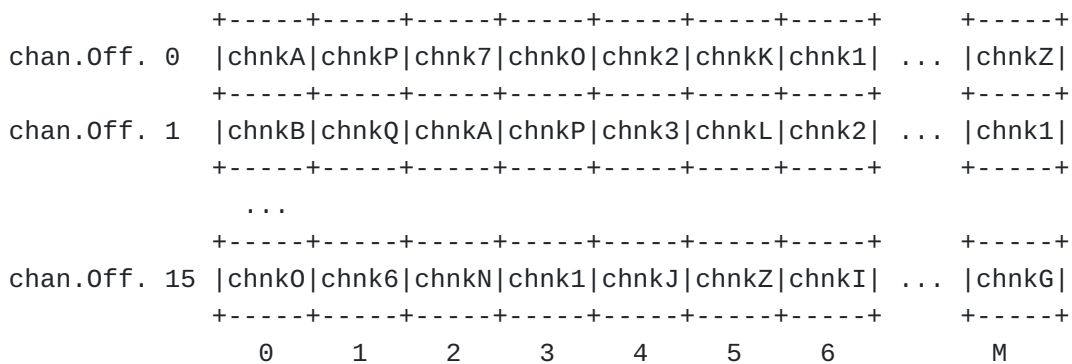 +-----+-----+-----+-----+-----+-----+-----+     +-----+
chan.Off. 0  |chnkA|chnkP|chnk7|chnkO|chnk2|chnkK|chnk1| ... |chnkZ|
             +-----+-----+-----+-----+-----+-----+-----+     +-----+
chan.Off. 1  |chnkB|chnkQ|chnkA|chnkP|chnk3|chnkL|chnk2| ... |chnk1|
             +-----+-----+-----+-----+-----+-----+-----+     +-----+
               ...
             +-----+-----+-----+-----+-----+-----+-----+     +-----+
chan.Off. 15 |chnkO|chnk6|chnkN|chnk1|chnkJ|chnkZ|chnkI| ... |chnkG|
             +-----+-----+-----+-----+-----+-----+-----+     +-----+
                0     1     2     3     4     5     6          M